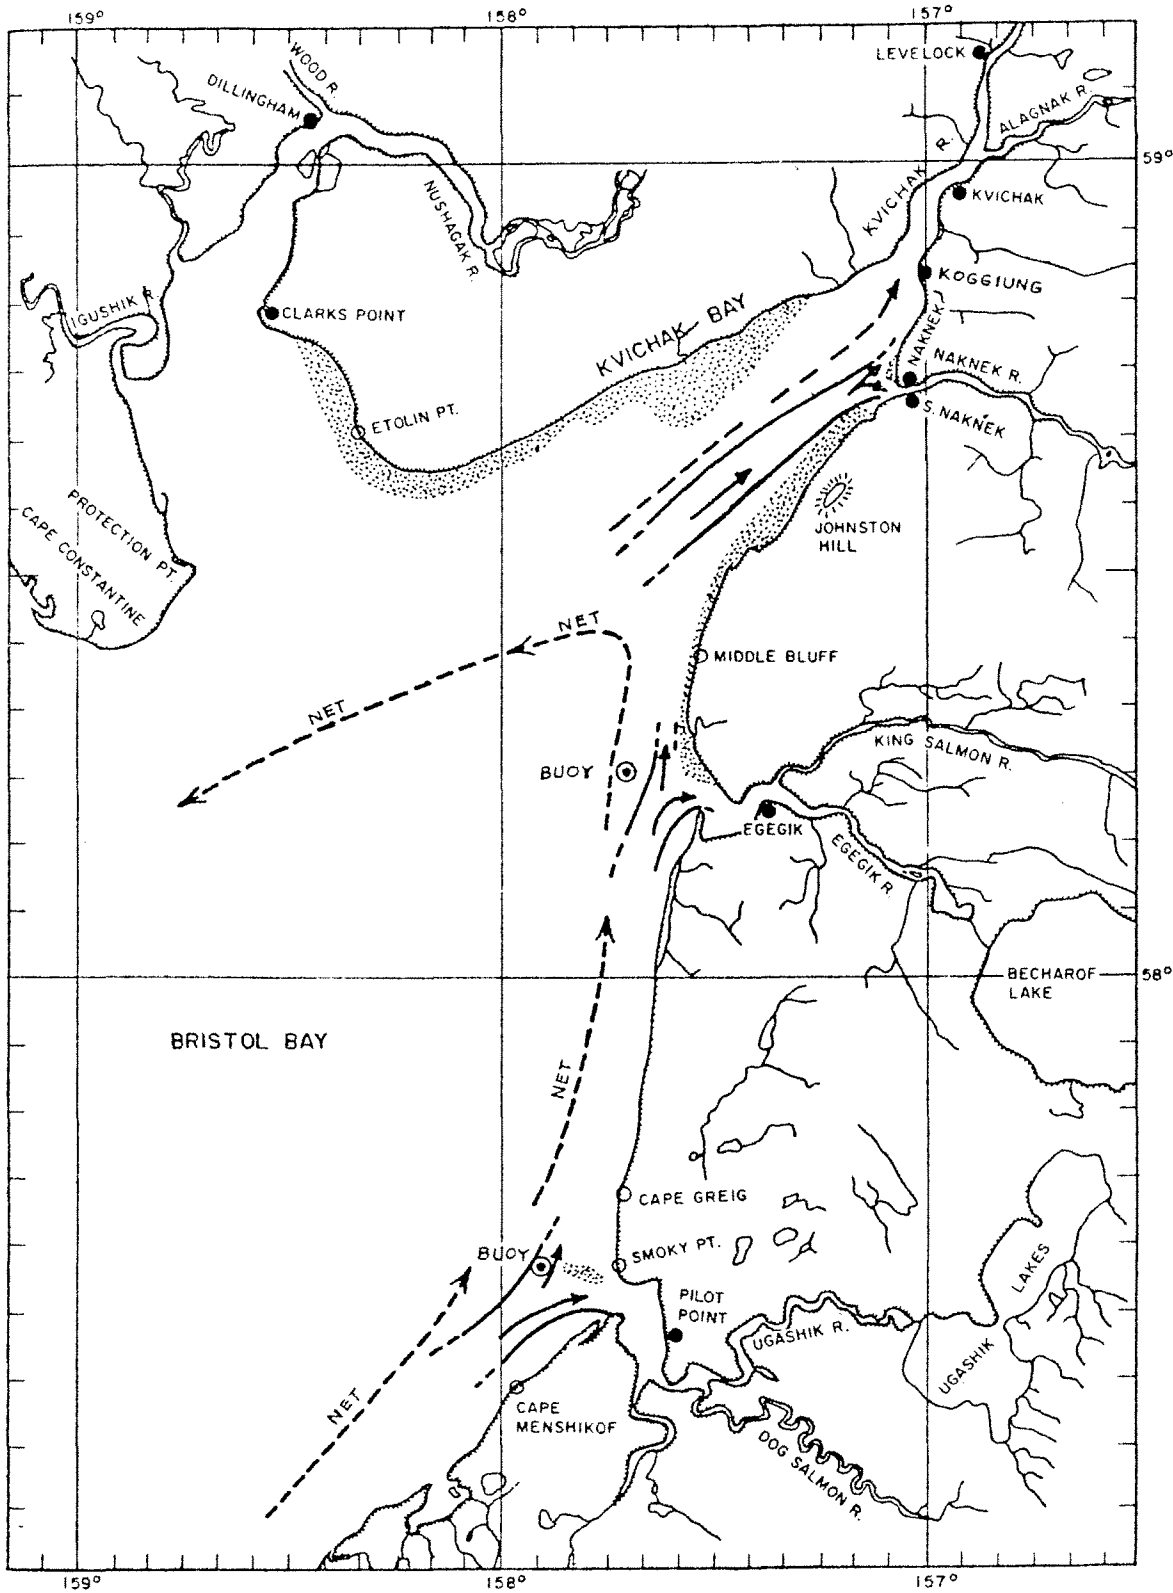 159°
158°
157°
LEVELOCK
WOOD R.
DILLINGHAM
ALAGNAK R.
59°
KVICHAK R.
KVICHAK
NUSHAGAK R.
KOGGIUNG
IGUSHIK R.
CLARKS POINT
KVICHAK BAY
NAKNEK
NAKNEK R.
S. NAKNEK
ETOLIN PT.
PROTECTION PT.
CAPE CONSTANTINE
JOHNSTON
HILL
NET
MIDDLE BLUFF
NET
KING SALMON R.
BUOY
EGEGIK
EGEGIK R.
BECHAROF
LAKE
58°
BRISTOL BAY
NET
CAPE GREIG
SMOKY PT.
BUOY
PILOT
POINT
UGASHIK R.
UGASHIK
LAKES
NET
CAPE
MENSHIKOF
DOG SALMON R.
159°
158°
157°